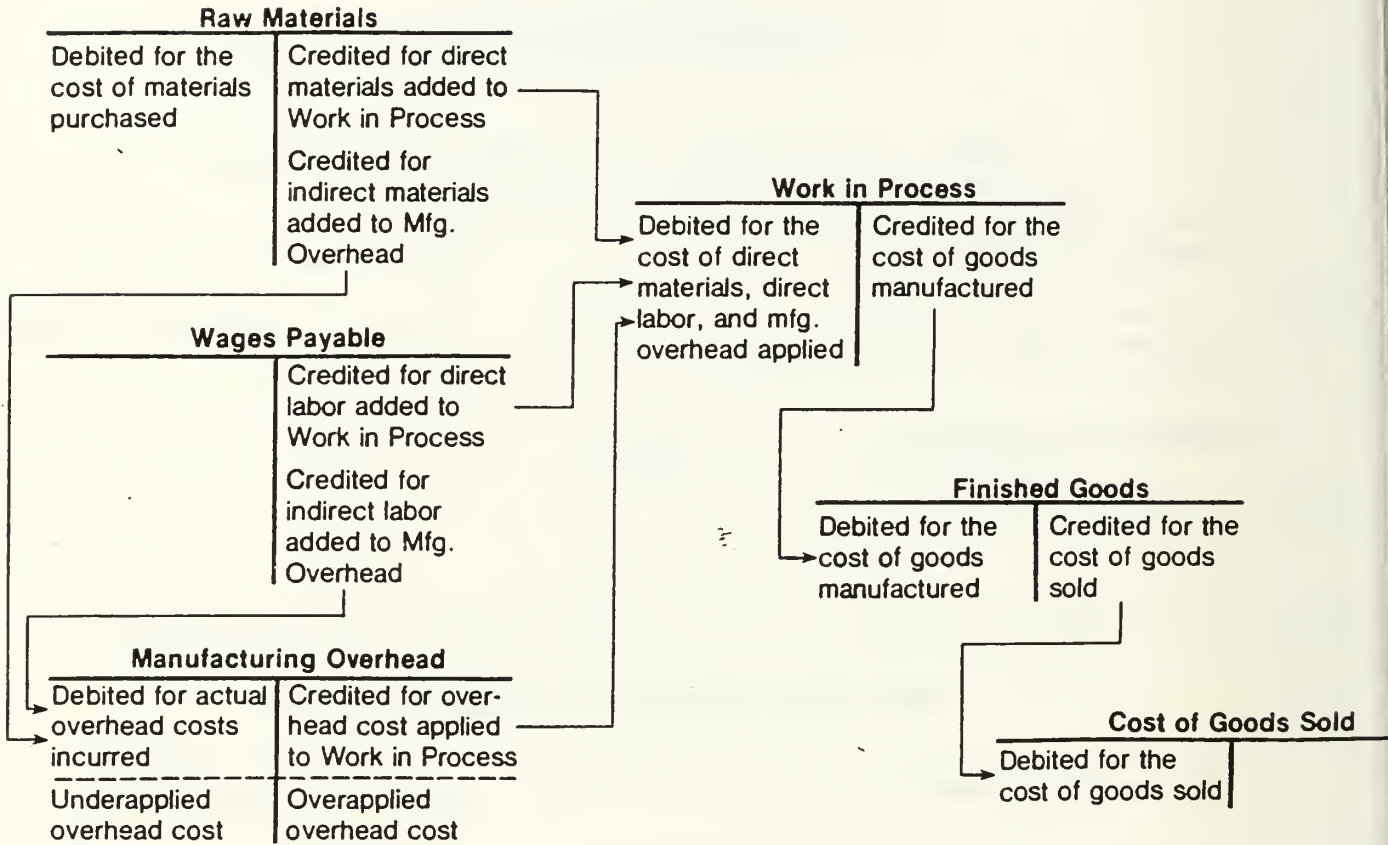 Raw Materials
Debited for the
cost of materials
purchased
Credited for direct
materials added to
Work in Process
Credited for
indirect materials
added to Mfg.
Overhead
Wages Payable
Credited for direct
labor added to
Work in Process
Credited for
indirect labor
added to Mfg.
Overhead
Manufacturing Overhead
Debited for actual
overhead costs
incurred
Credited for over-
head cost applied
to Work in Process
Underapplied
overhead cost
Overapplied
overhead cost
Work in Process
Debited for the
cost of direct
materials, direct
labor, and mfg.
overhead applied
Credited for the
cost of goods
manufactured
Finished Goods
Debited for the
cost of goods
manufactured
Credited for the
cost of goods
sold
Cost of Goods Sold
Debited for the
cost of goods sold